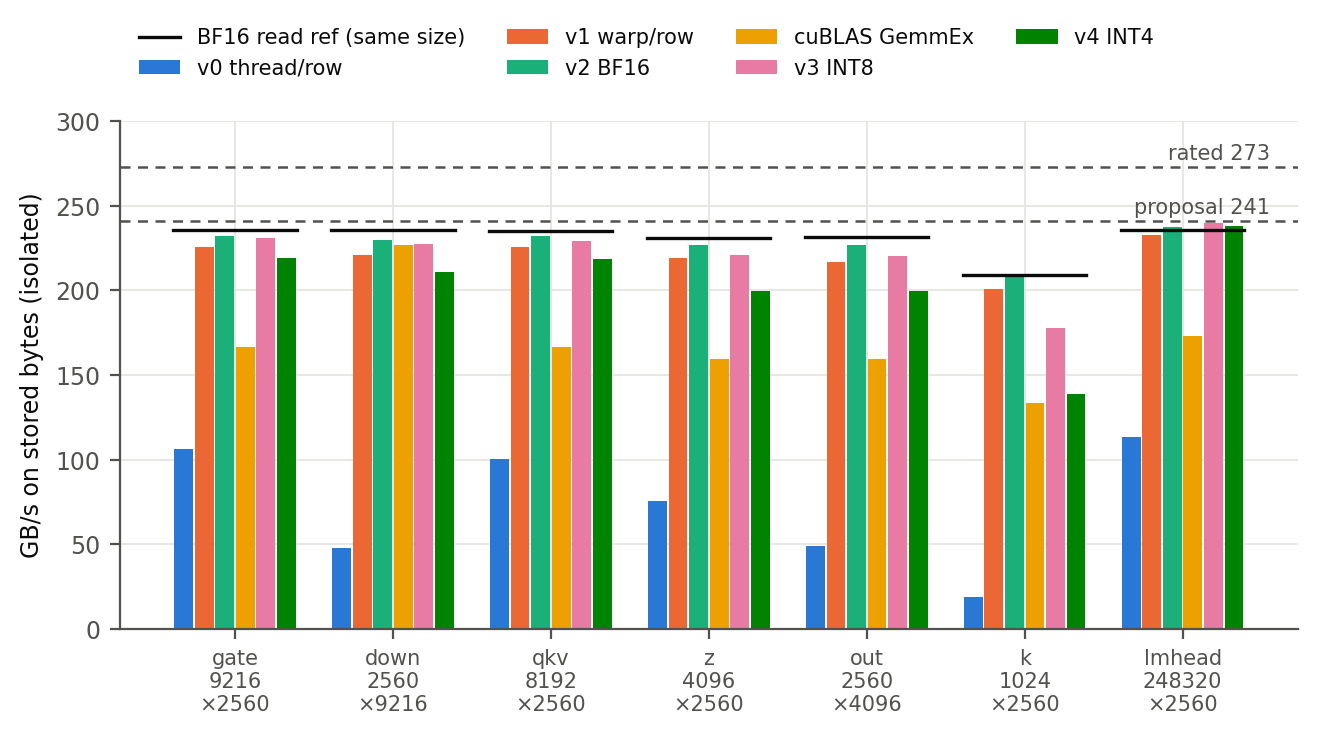 BF16 read ref (same size)
v1 warp/row
cuBLAS GemmEx
v4 INT4
v0 thread/row
v2 BF16
v3 INT8
GB/s on stored bytes (isolated)
300
250
200
150
100
50
0
rated 273
proposal 241
gate
9216
×2560
down
2560
×9216
qkv
8192
×2560
z
4096
×2560
out
2560
×4096
k
1024
×2560
lmhead
248320
×2560